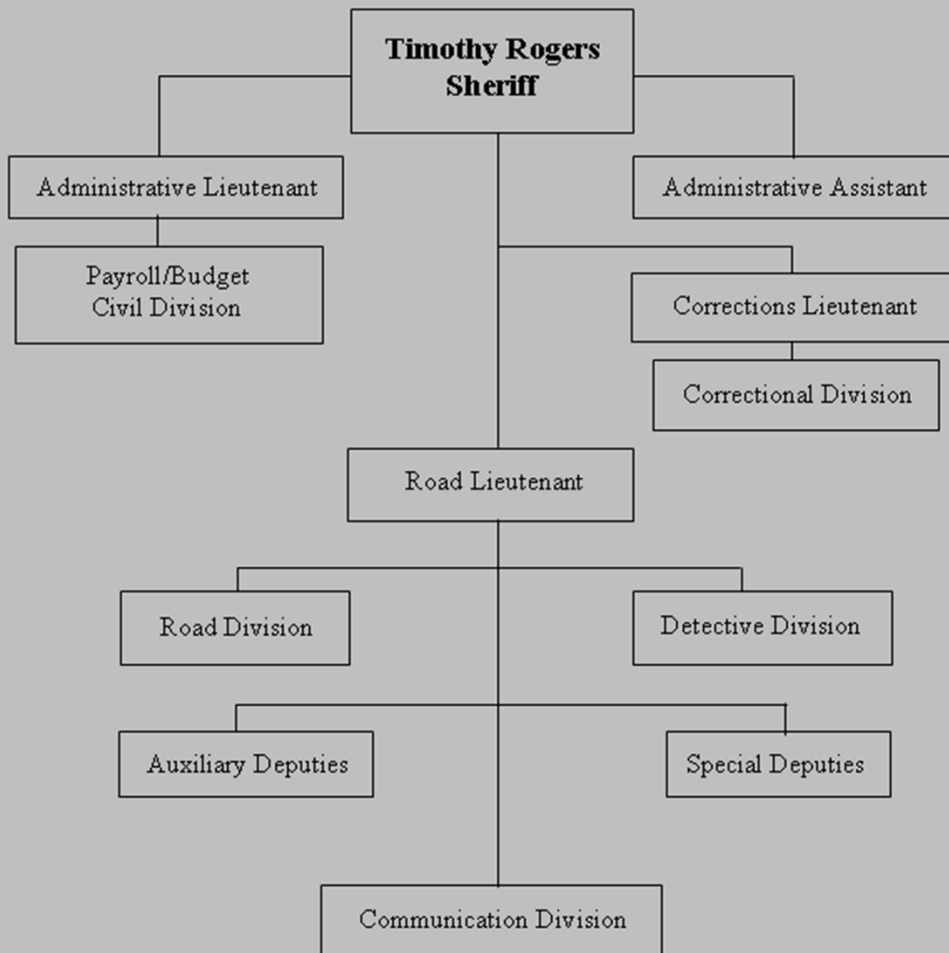 Timothy Rogers
Sheriff
Administrative Lieutenant
Administrative Assistant
Payroll/Budget
Civil Division
Corrections Lieutenant
Correctional Division
Road Lieutenant
Road Division
Detective Division
Auxiliary Deputies
Special Deputies
Communication Division